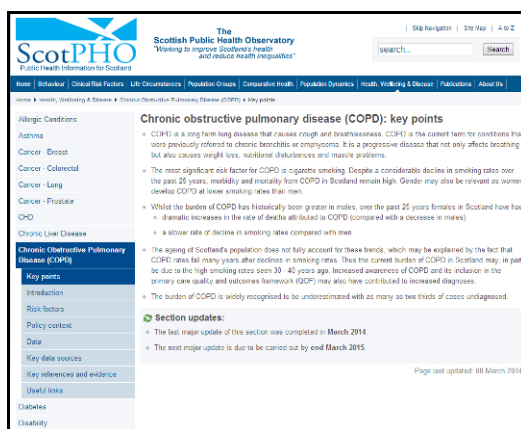 ScotPHO
Public Health Information for Scotland
The
Scottish Public Health Observatory
"Working to improve Scotland's health
and reduce health inequalities"
| Skip Navigation | Site Map | A to Z
search...
Search
Home | Behaviour | Clinical Risk Factors | Life Circumstances | Population Groups | Comparative Health | Population Dynamics | Health, Wellbeing & Disease | Publications | About Us |
Home > Health, Wellbeing & Disease > Chronic Obstructive Pulmonary Disease (COPD) > Key points
Allergic Conditions
Asthma
Cancer - Breast
Cancer - Colorectal
Cancer - Lung
Cancer - Prostate
CHD
Chronic Liver Disease
Chronic Obstructive Pulmonary
Disease (COPD)
Key points
Introduction
Risk factors
Policy context
Data
Key data sources
Key references and evidence
Useful links
Diabetes
Disability
Chronic obstructive pulmonary disease (COPD): key points
COPD is a long term lung disease that causes cough and breathlessness. COPD is the current term for conditions tha
were previously referred to chronic bronchitis or emphysema. It is a progressive disease that not only affects breathing
but also causes weight loss, nutritional disturbances and muscle problems.
The most significant risk factor for COPD is cigarette smoking. Despite a considerable decline in smoking rates over
the past 25 years, morbidity and mortality from COPD in Scotland remain high. Gender may also be relevant as wome
develop COPD at lower smoking rates than men.
Whilst the burden of COPD has historically been greater in males, over the past 25 years females in Scotland have had
dramatic increases in the rate of deaths attributed to COPD (compared with a decrease in males)
a slower rate of decline in smoking rates compared with men.
The ageing of Scotland's population does not fully account for these trends, which may be explained by the fact that
COPD rates fall many years after declines in smoking rates. Thus the current burden of COPD in Scotland may, in part
be due to the high smoking rates seen 30 - 40 years ago. Increased awareness of COPD and its inclusion in the
primary care quality and outcomes framework (QOF) may also have contributed to increased diagnoses.
The burden of COPD is widely recognised to be underestimated with as many as two thirds of cases undiagnosed.
Section updates:
The last major update of this section was completed in March 2014.
The next major update is due to be carried out by end March 2015.
Page last updated: 08 March 2014